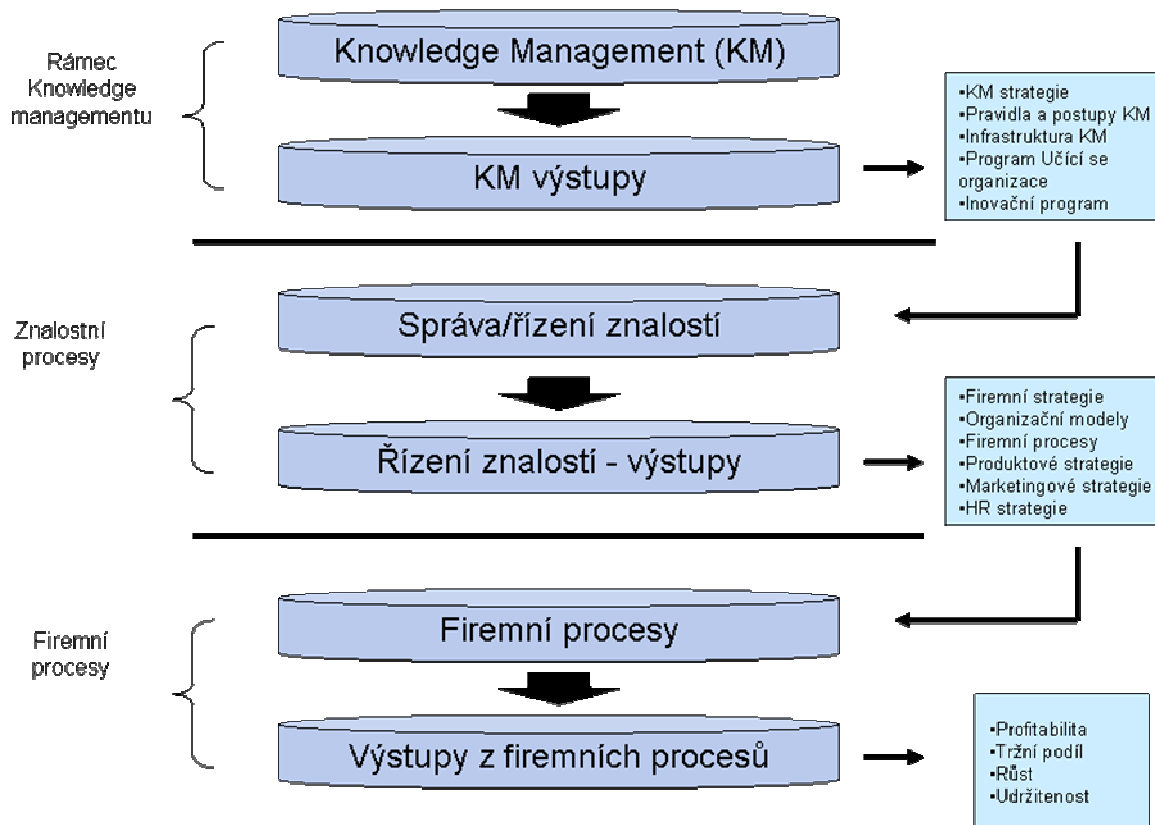 Rámec
Knowledge
managementu
Knowledge Management (KM)
KM výstupy
•KM strategie
•Pravidla a postupy KM
•Infrastruktura KM
•Program Učící se
organizace
•Inovační program
Znalostní
procesy
Správa/řízení znalostí
Řízení znalostí - výstupy
•Firemní strategie
•Organizační modely
•Firemní procesy
•Produktové strategie
•Marketingové strategie
•HR strategie
Firemní
procesy
Firemní procesy
Výstupy z firemních procesů
•Profitabilita
•Tržní podíl
•Růst
•Udržitenost